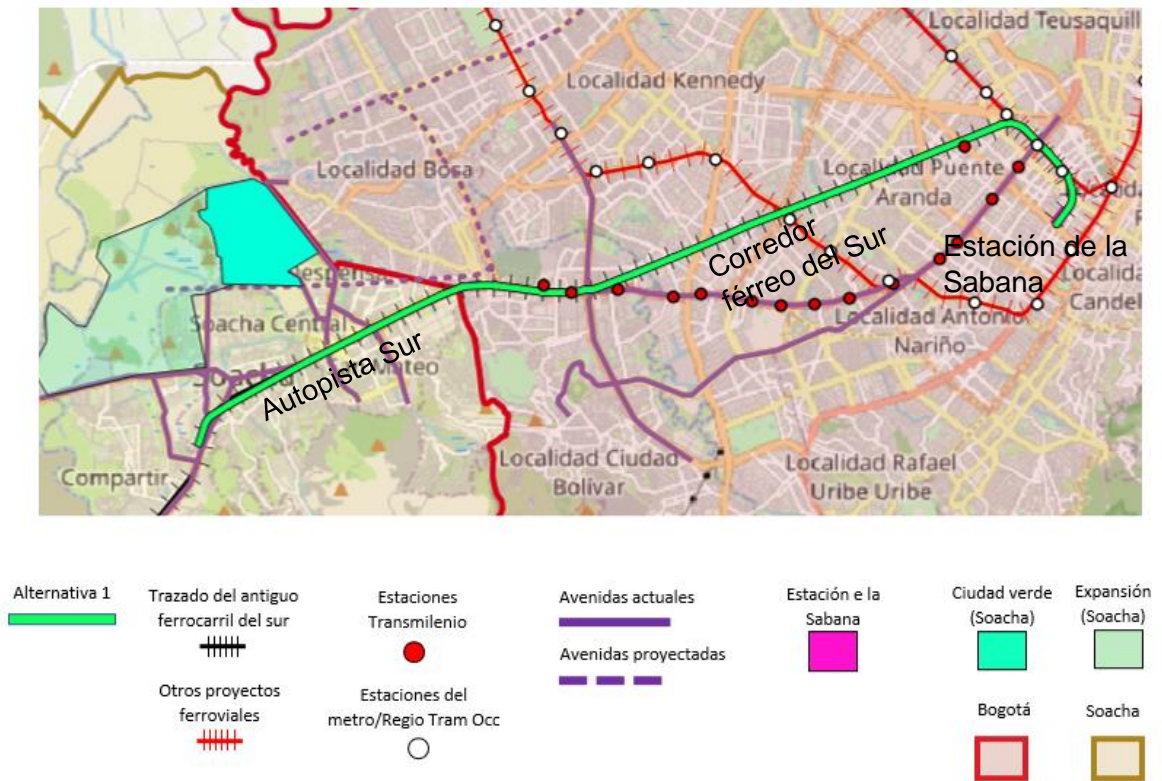 Localidad Teusaquill
Localidad Kennedy
Localidad Bosa
Localidad Puente
Aranda
Corredor
férreo del Sur
Estación de la
Sabana
Localida
Candel
Soacha Central
Localidad Antonio
Nariño
Autopista Sur
Soacha
Mateo
Compartir
Localidad Ciudad
Bolívar
Localidad Rafael
Uribe Uribe
Alternativa 1
Trazado del antiguo
ferrocarril del sur
Otros proyectos
ferroviales
Estaciones
Transmilenio
Estaciones del
metro/Regio Tram Occ
Avenidas actuales
Avenidas proyectadas
Estación e la
Sabana
Ciudad verde
(Soacha)
Expansión
(Soacha)
Bogotá
Soacha